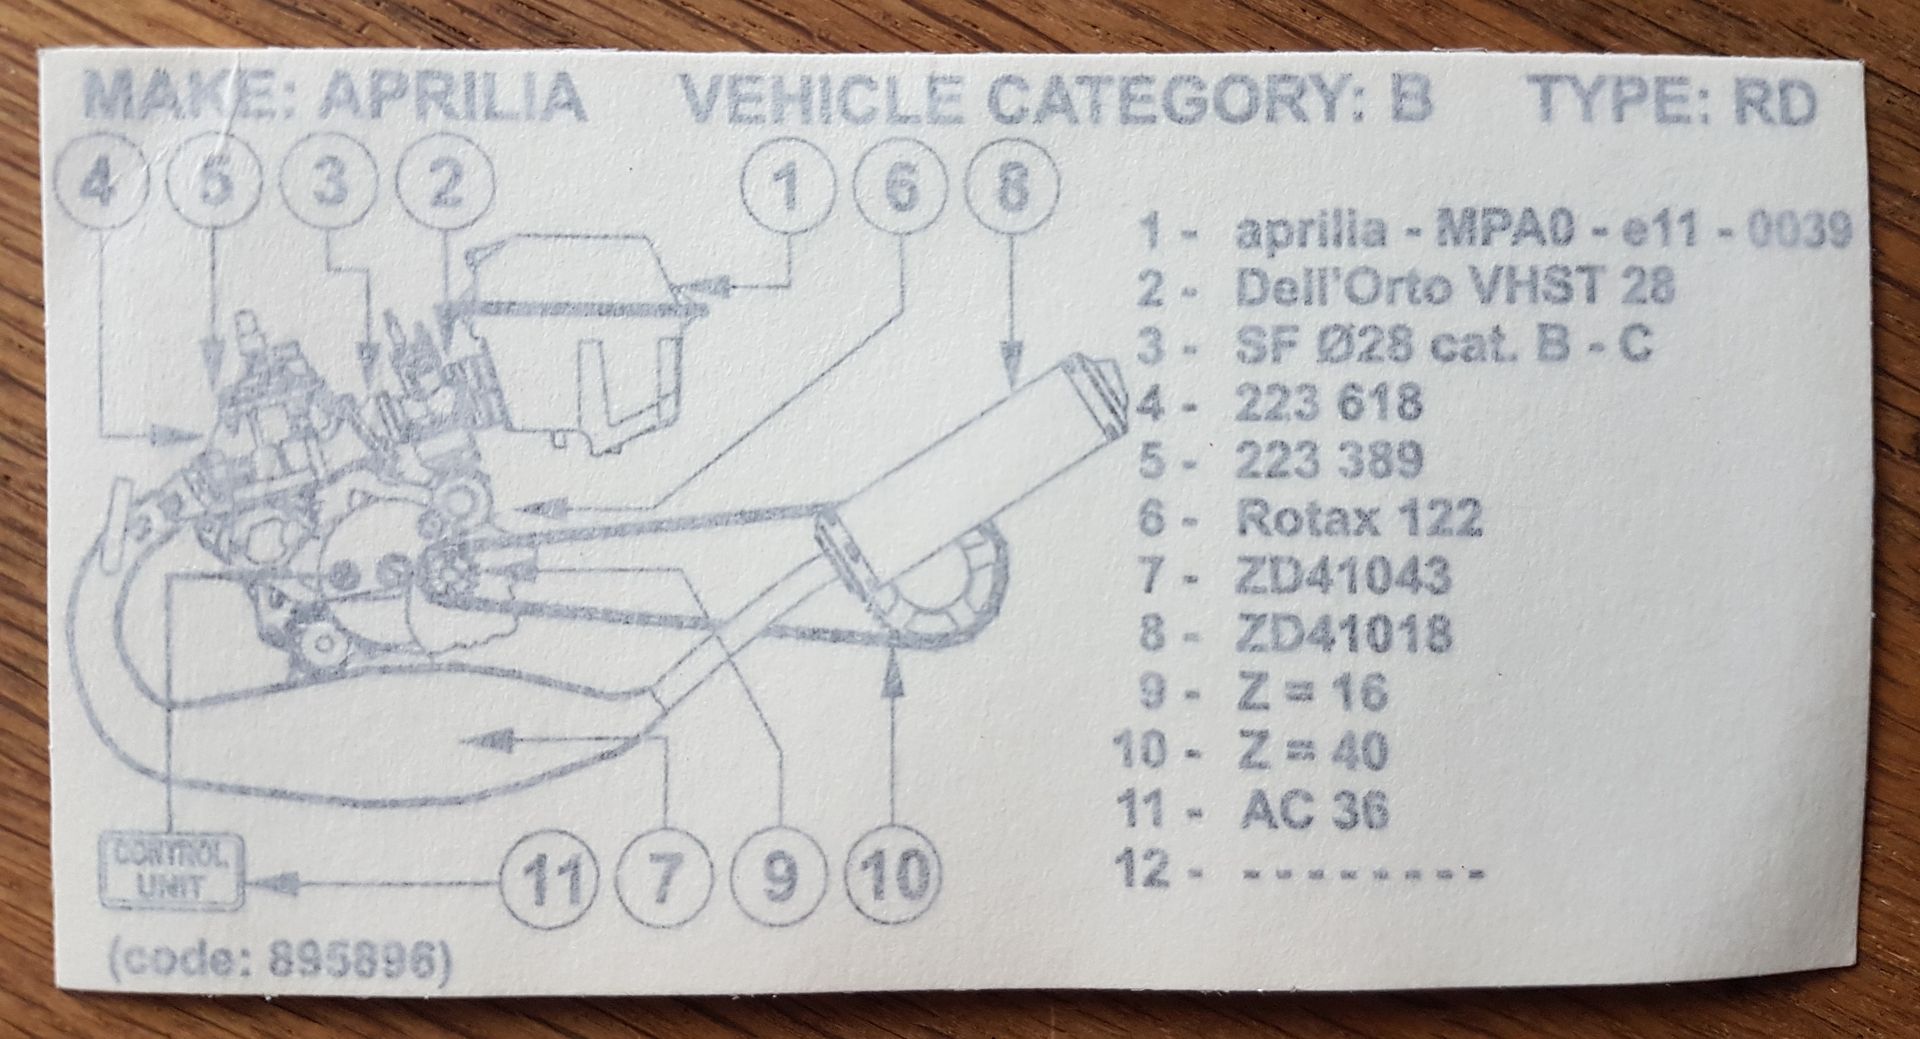 MAKE: APRILIA VEHICLE CATEGORY: B TYPE: RD
4 5 3 2 1 6 8
1 - aprilia - MPA0 - e11 - 0039
2 - Dell'Orto VHST 28
3 - SF Ø28 cat. B - C
4 - 223 618
5 - 223 389
6 - Rotax 122
7 - ZD41043
8 - ZD41018
9 - Z = 16
10 - Z = 40
11 - AC 36
12 - - - - - - - - -
CONTROL
UNIT
11 7 9 10
(code: 895896)